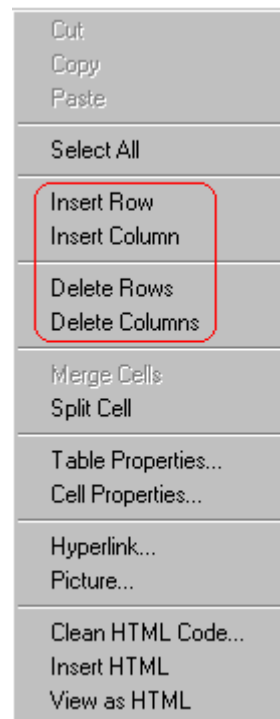 Cut
Copy
Paste
Select All
Insert Row
Insert Column
Delete Rows
Delete Columns
Merge Cells
Split Cell
Table Properties...
Cell Properties...
Hyperlink...
Picture...
Clean HTML Code...
Insert HTML
View as HTML